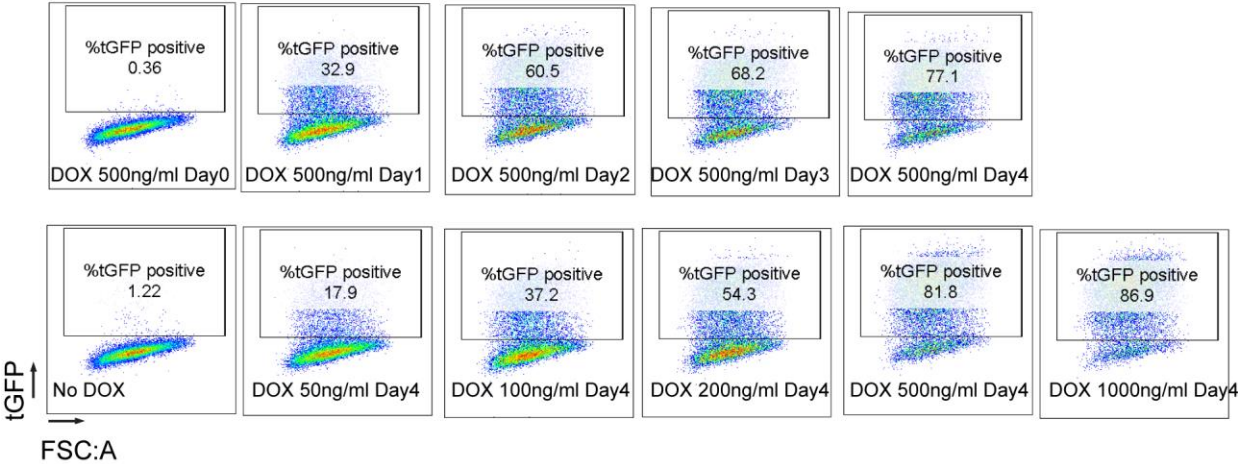 %tGFP positive
0.36
DOX 500ng/ml Day0
%tGFP positive
32.9
DOX 500ng/ml Day1
%tGFP positive
60.5
DOX 500ng/ml Day2
%tGFP positive
68.2
DOX 500ng/ml Day3
%tGFP positive
77.1
DOX 500ng/ml Day4
%tGFP positive
1.22
No DOX
%tGFP positive
17.9
DOX 50ng/ml Day4
%tGFP positive
37.2
DOX 100ng/ml Day4
%tGFP positive
54.3
DOX 200ng/ml Day4
%tGFP positive
81.8
DOX 500ng/ml Day4
%tGFP positive
86.9
DOX 1000ng/ml Day4
tGFP
FSC:A